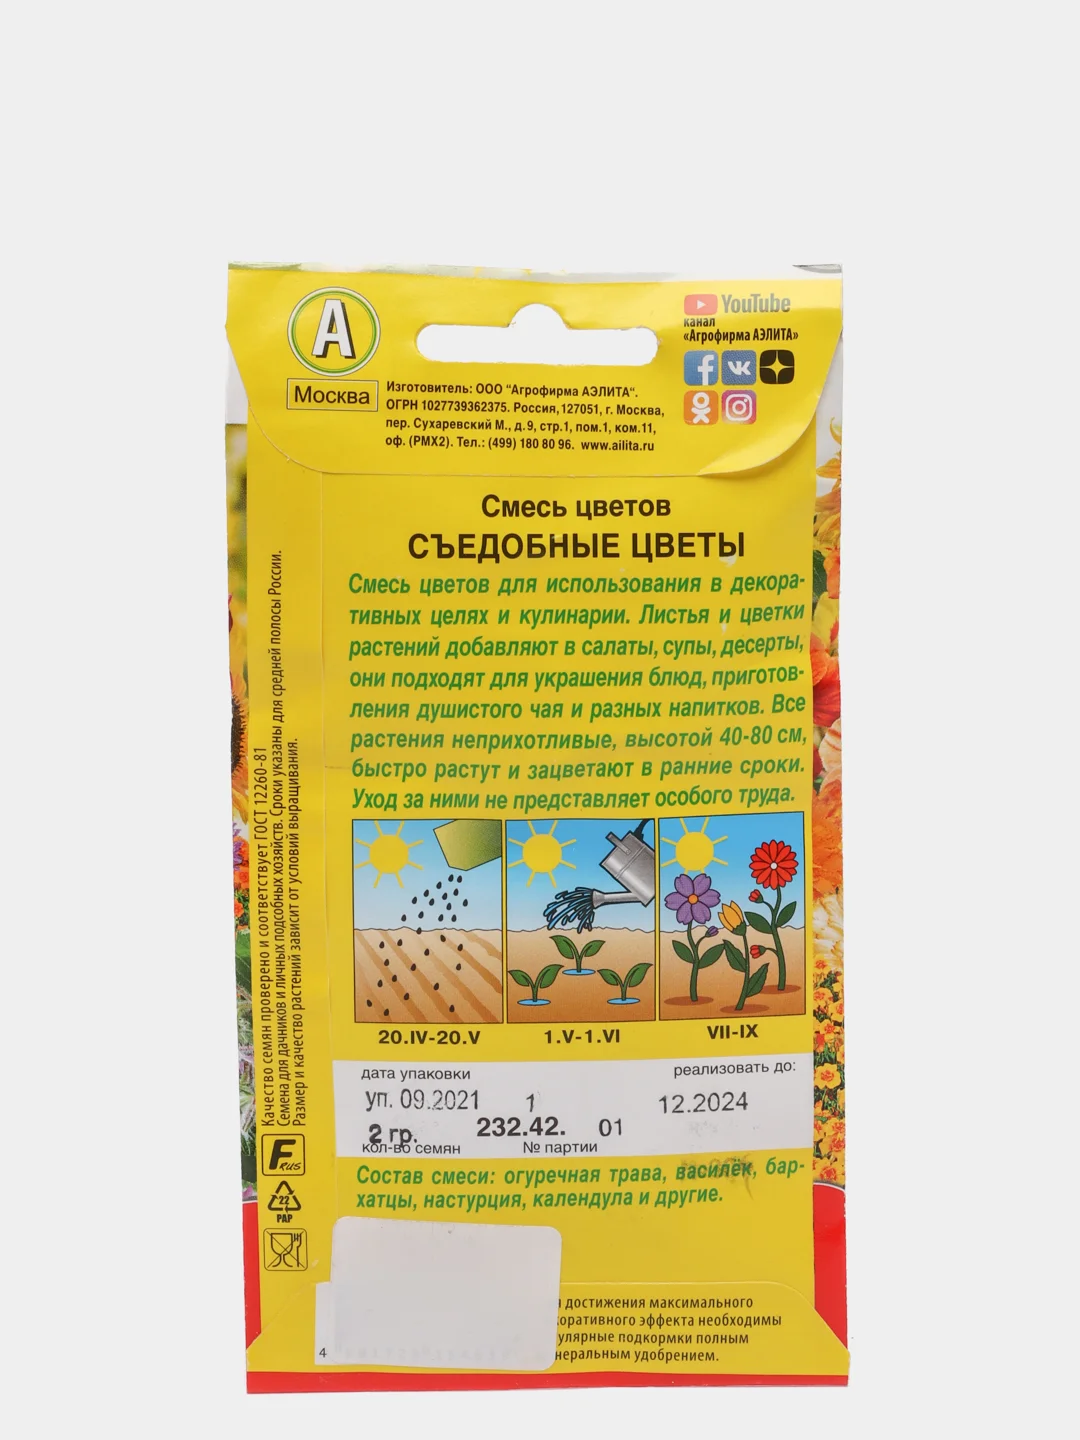 А
Москва
YouTube
канал
«Агрофирма АЭЛИТА»
Изготовитель: ООО "Агрофирма АЭЛИТА".
ОГРН 1027739362375. Россия,127051, г. Москва,
пер. Сухаревский М., д.9, стр.1, пом.1, ком.11,
оф. (РМХ2). Тел.: (499) 180 80 96. www.ailita.ru
Смесь цветов
СЪЕДОБНЫЕ ЦВЕТЫ
Смесь цветов для использования в декора-
тивных целях и кулинарии. Листья и цветки
растений добавляют в салаты, супы, десерты,
они подходят для украшения блюд, приготов-
ления душистого чая и разных напитков. Все
растения неприхотливые, высотой 40-80 см,
быстро растут и зацветают в ранние сроки.
Уход за ними не представляет особого труда.
20.IV-20.V
1.V-1.VI
VII-IX
дата упаковки
реализовать до:
уп. 09.2021 1 12.2024
2 гр. 232.42. 01
кол-во семян № партии
Состав смеси: огуречная трава, василёк, бар-
хатцы, настурция, календула и другие.
Качество семян проверено и соответствует ГОСТ 12260-81
Семена для дачников и личных подсобных хозяйств. Сроки указаны для средней полосы России.
Размер и качество растений зависит от условий выращивания.
F RUS
22
PAP
достижения максимального
эффекта необходимы
подкормки полным
удобрением.
4